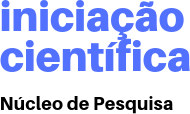 iniciação
científica
Núcleo de Pesquisa